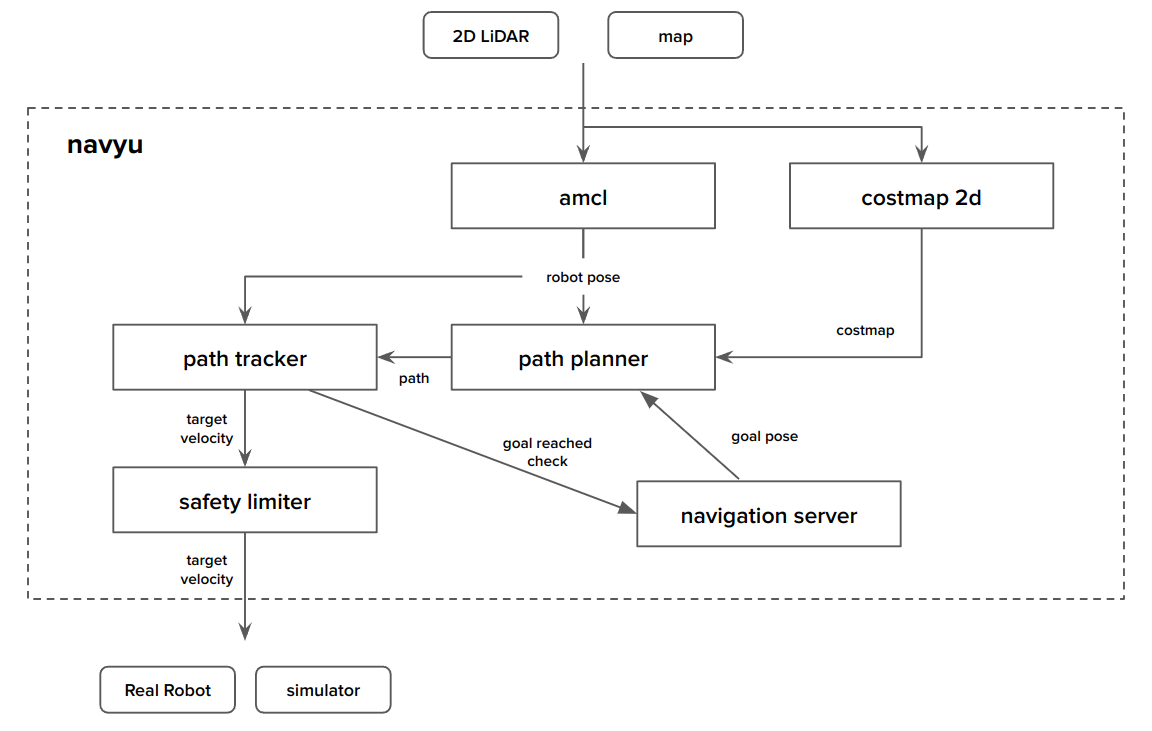 2D LiDAR
map
navyu
amcl
costmap 2d
robot pose
costmap
path tracker
path planner
path
target
velocity
goal reached
check
goal pose
safety limiter
navigation server
target
velocity
Real Robot
simulator